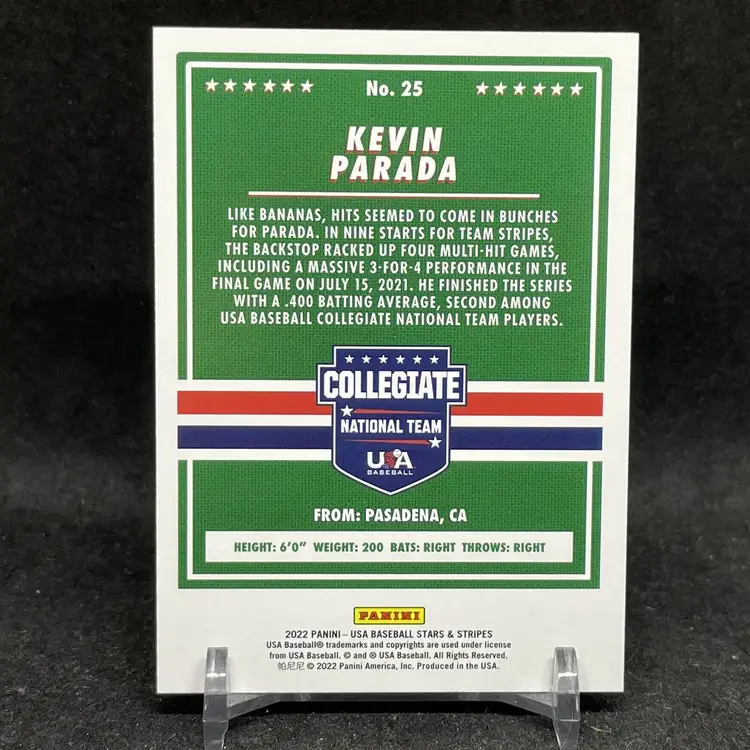 No. 25
KEVIN
PARADA
LIKE BANANAS, HITS SEEMED TO COME IN BUNCHES
FOR PARADA. IN NINE STARTS FOR TEAM STRIPES,
THE BACKSTOP RACKED UP FOUR MULTI-HIT GAMES,
INCLUDING A MASSIVE 3-FOR-4 PERFORMANCE IN THE
FINAL GAME ON JULY 15, 2021. HE FINISHED THE SERIES
WITH A .400 BATTING AVERAGE, SECOND AMONG
USA BASEBALL COLLEGIATE NATIONAL TEAM PLAYERS.
COLLEGIATE
NATIONAL TEAM
USA
BASEBALL
FROM: PASADENA, CA
HEIGHT: 6'0" WEIGHT: 200 BATS: RIGHT THROWS: RIGHT
PANINI
2022 PANINI – USA BASEBALL STARS & STRIPES
USA Baseball® trademarks and copyrights are used under license
from USA Baseball. © and ® USA Baseball. All Rights Reserved.
帕尼尼 © 2022 Panini America, Inc. Produced in the USA.